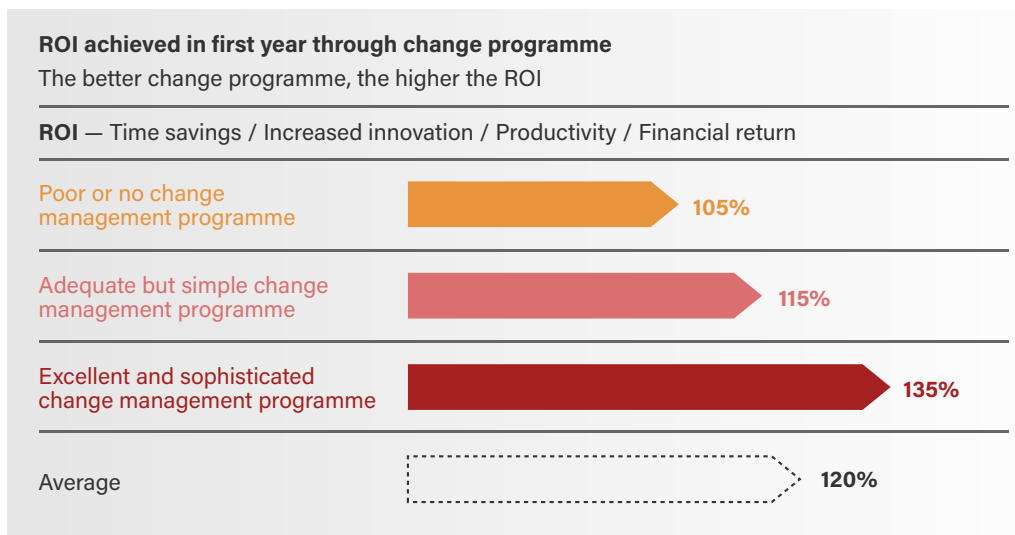 ROI achieved in first year through change programme
The better change programme, the higher the ROI
ROI — Time savings / Increased innovation / Productivity / Financial return
Poor or no change
management programme
105%
Adequate but simple change
management programme
115%
Excellent and sophisticated
change management programme
135%
Average
120%